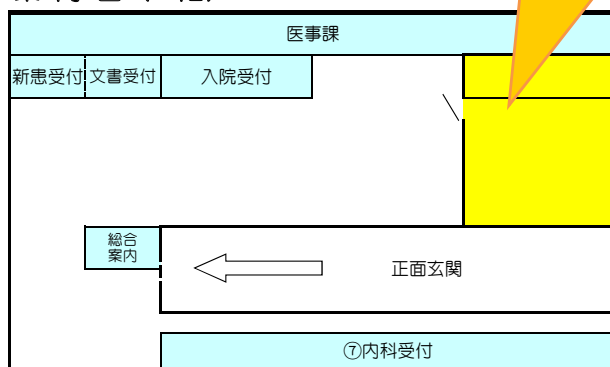 医事課
新患受付
文書受付
入院受付
総合
案内
正面玄関
⑦内科受付